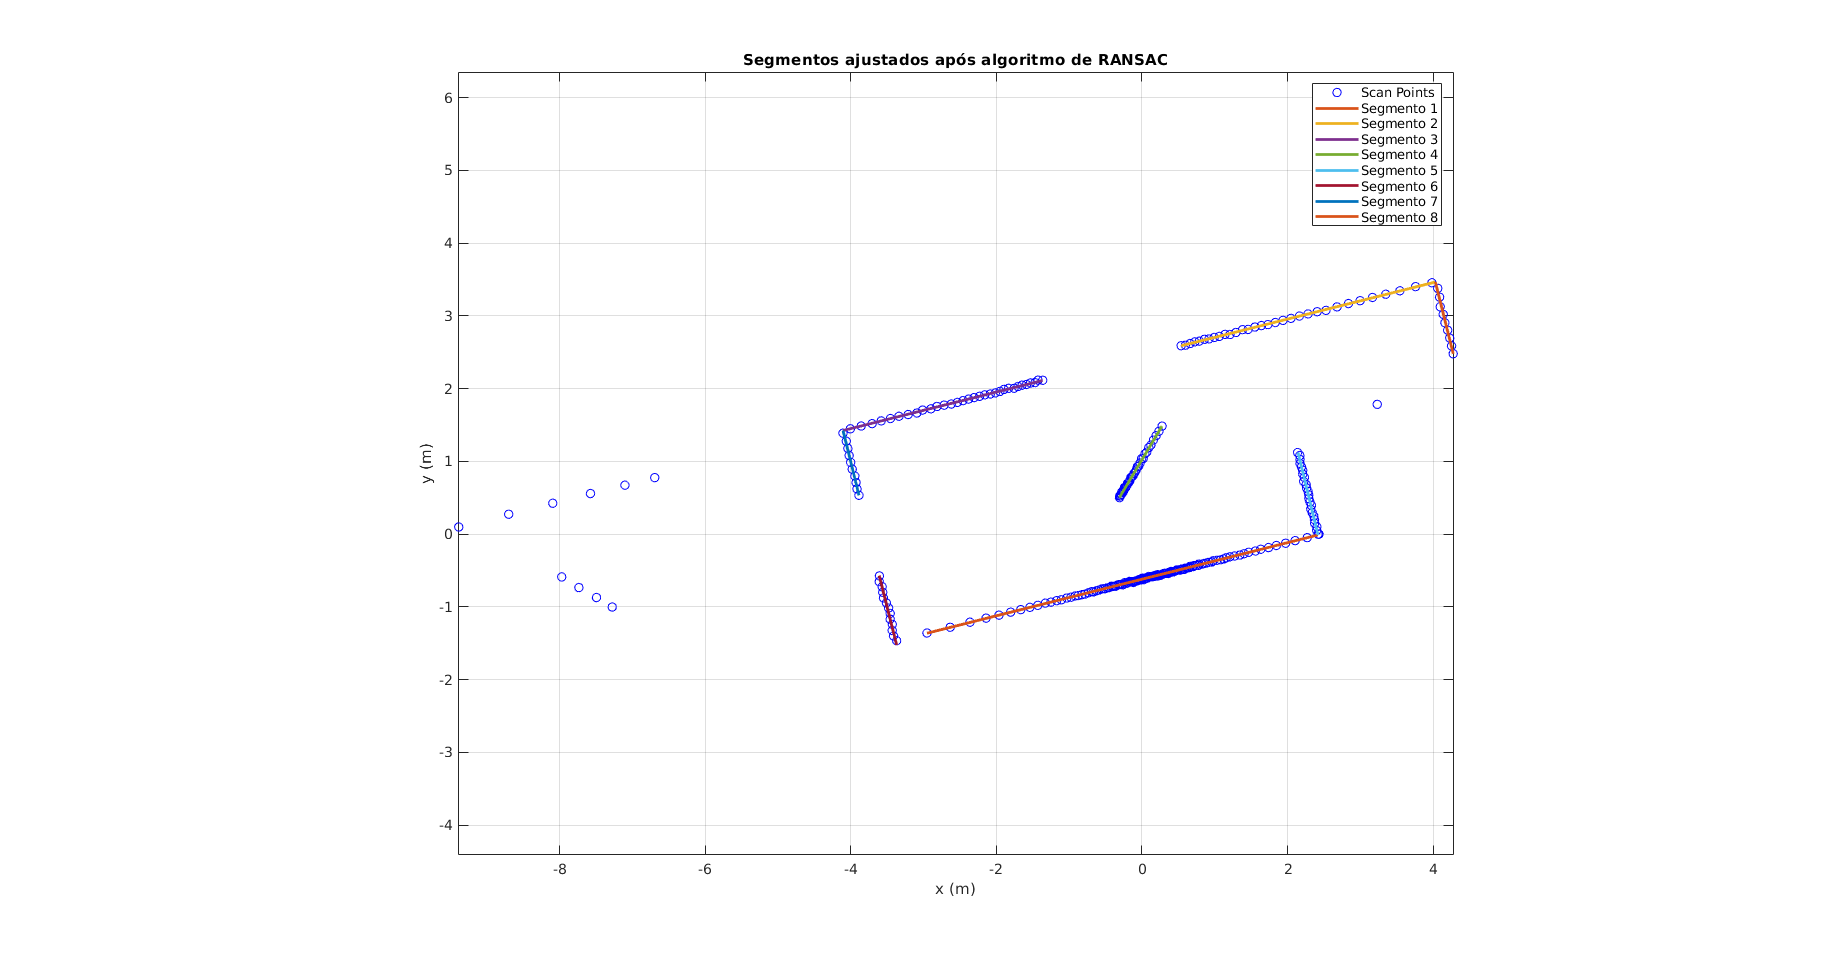 Segmentos ajustados após algoritmo de RANSAC
Scan Points
Segmento 1
Segmento 2
Segmento 3
Segmento 4
Segmento 5
Segmento 6
Segmento 7
Segmento 8
6
5
4
3
2
1
0
-1
-2
-3
-4
y (m)
-8 -6 -4 -2 0 2 4
x (m)